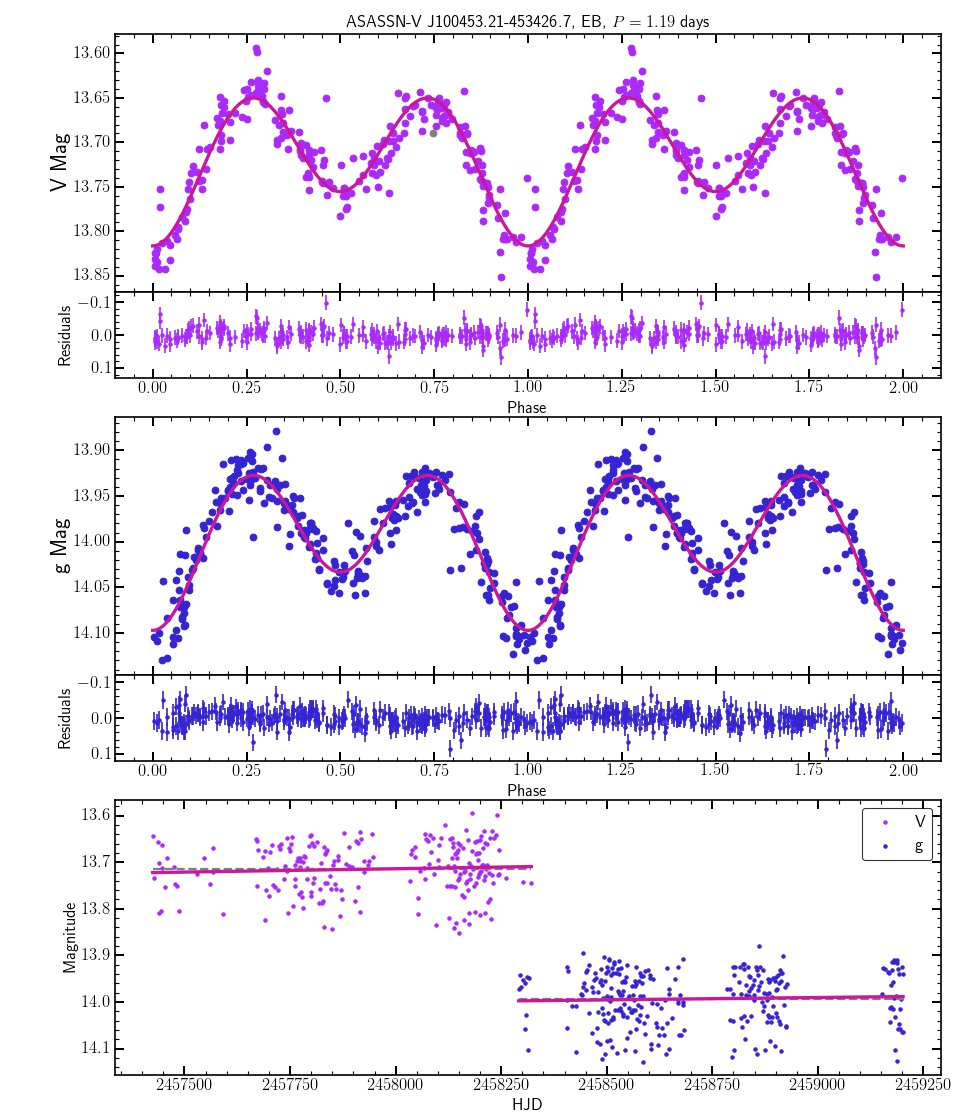 ASASSN-V J100453.21-453426.7, EB, P = 1.19 days
V Mag
13.60
13.65
13.70
13.75
13.80
13.85
Residuals
−0.1
0.0
0.1
0.00 0.25 0.50 0.75 1.00 1.25 1.50 1.75 2.00
Phase
g Mag
13.90
13.95
14.00
14.05
14.10
Residuals
−0.1
0.0
0.1
0.00 0.25 0.50 0.75 1.00 1.25 1.50 1.75 2.00
Phase
Magnitude
13.6
13.7
13.8
13.9
14.0
14.1
V
g
2457500 2457750 2458000 2458250 2458500 2458750 2459000 2459250
HJD